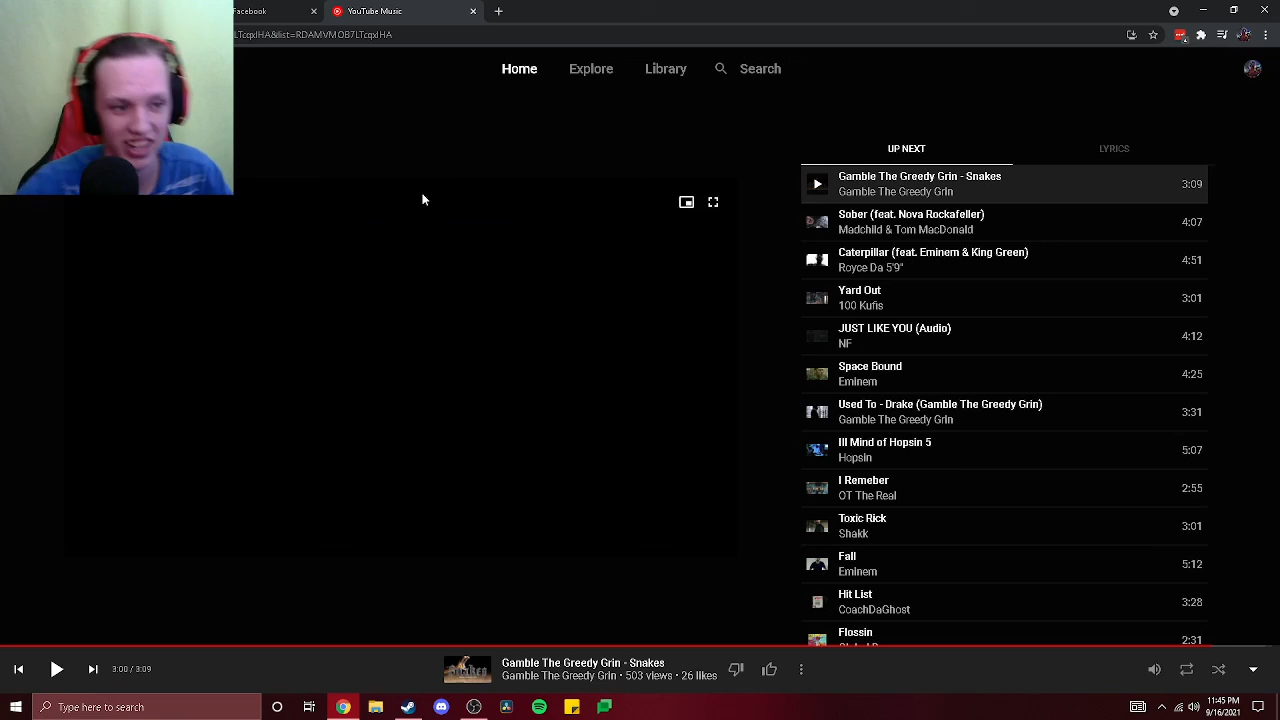 Facebook
YouTube Music
LTcqxIHA&list=RDAMVMOB7LTcqxIHA
Home
Explore
Library
Search
UP NEXT
LYRICS
Gamble The Greedy Grin - Snakes
Gamble The Greedy Grin
3:09
Sober (feat. Nova Rockafeller)
Madchild & Tom MacDonald
4:07
Caterpillar (feat. Eminem & King Green)
Royce Da 5'9"
4:51
Yard Out
100 Kufis
3:01
JUST LIKE YOU (Audio)
NF
4:12
Space Bound
Eminem
4:25
Used To - Drake (Gamble The Greedy Grin)
Gamble The Greedy Grin
3:31
Ill Mind of Hopsin 5
Hopsin
5:07
I Remeber
OT The Real
2:55
Toxic Rick
Shakk
3:01
Fall
Eminem
5:12
Hit List
CoachDaGhost
3:28
Flossin
2:31
3:00 / 3:09
Snakes
Gamble The Greedy Grin - Snakes
Gamble The Greedy Grin • 503 views • 26 likes
Type here to search
11:45 PM
9/16/2021